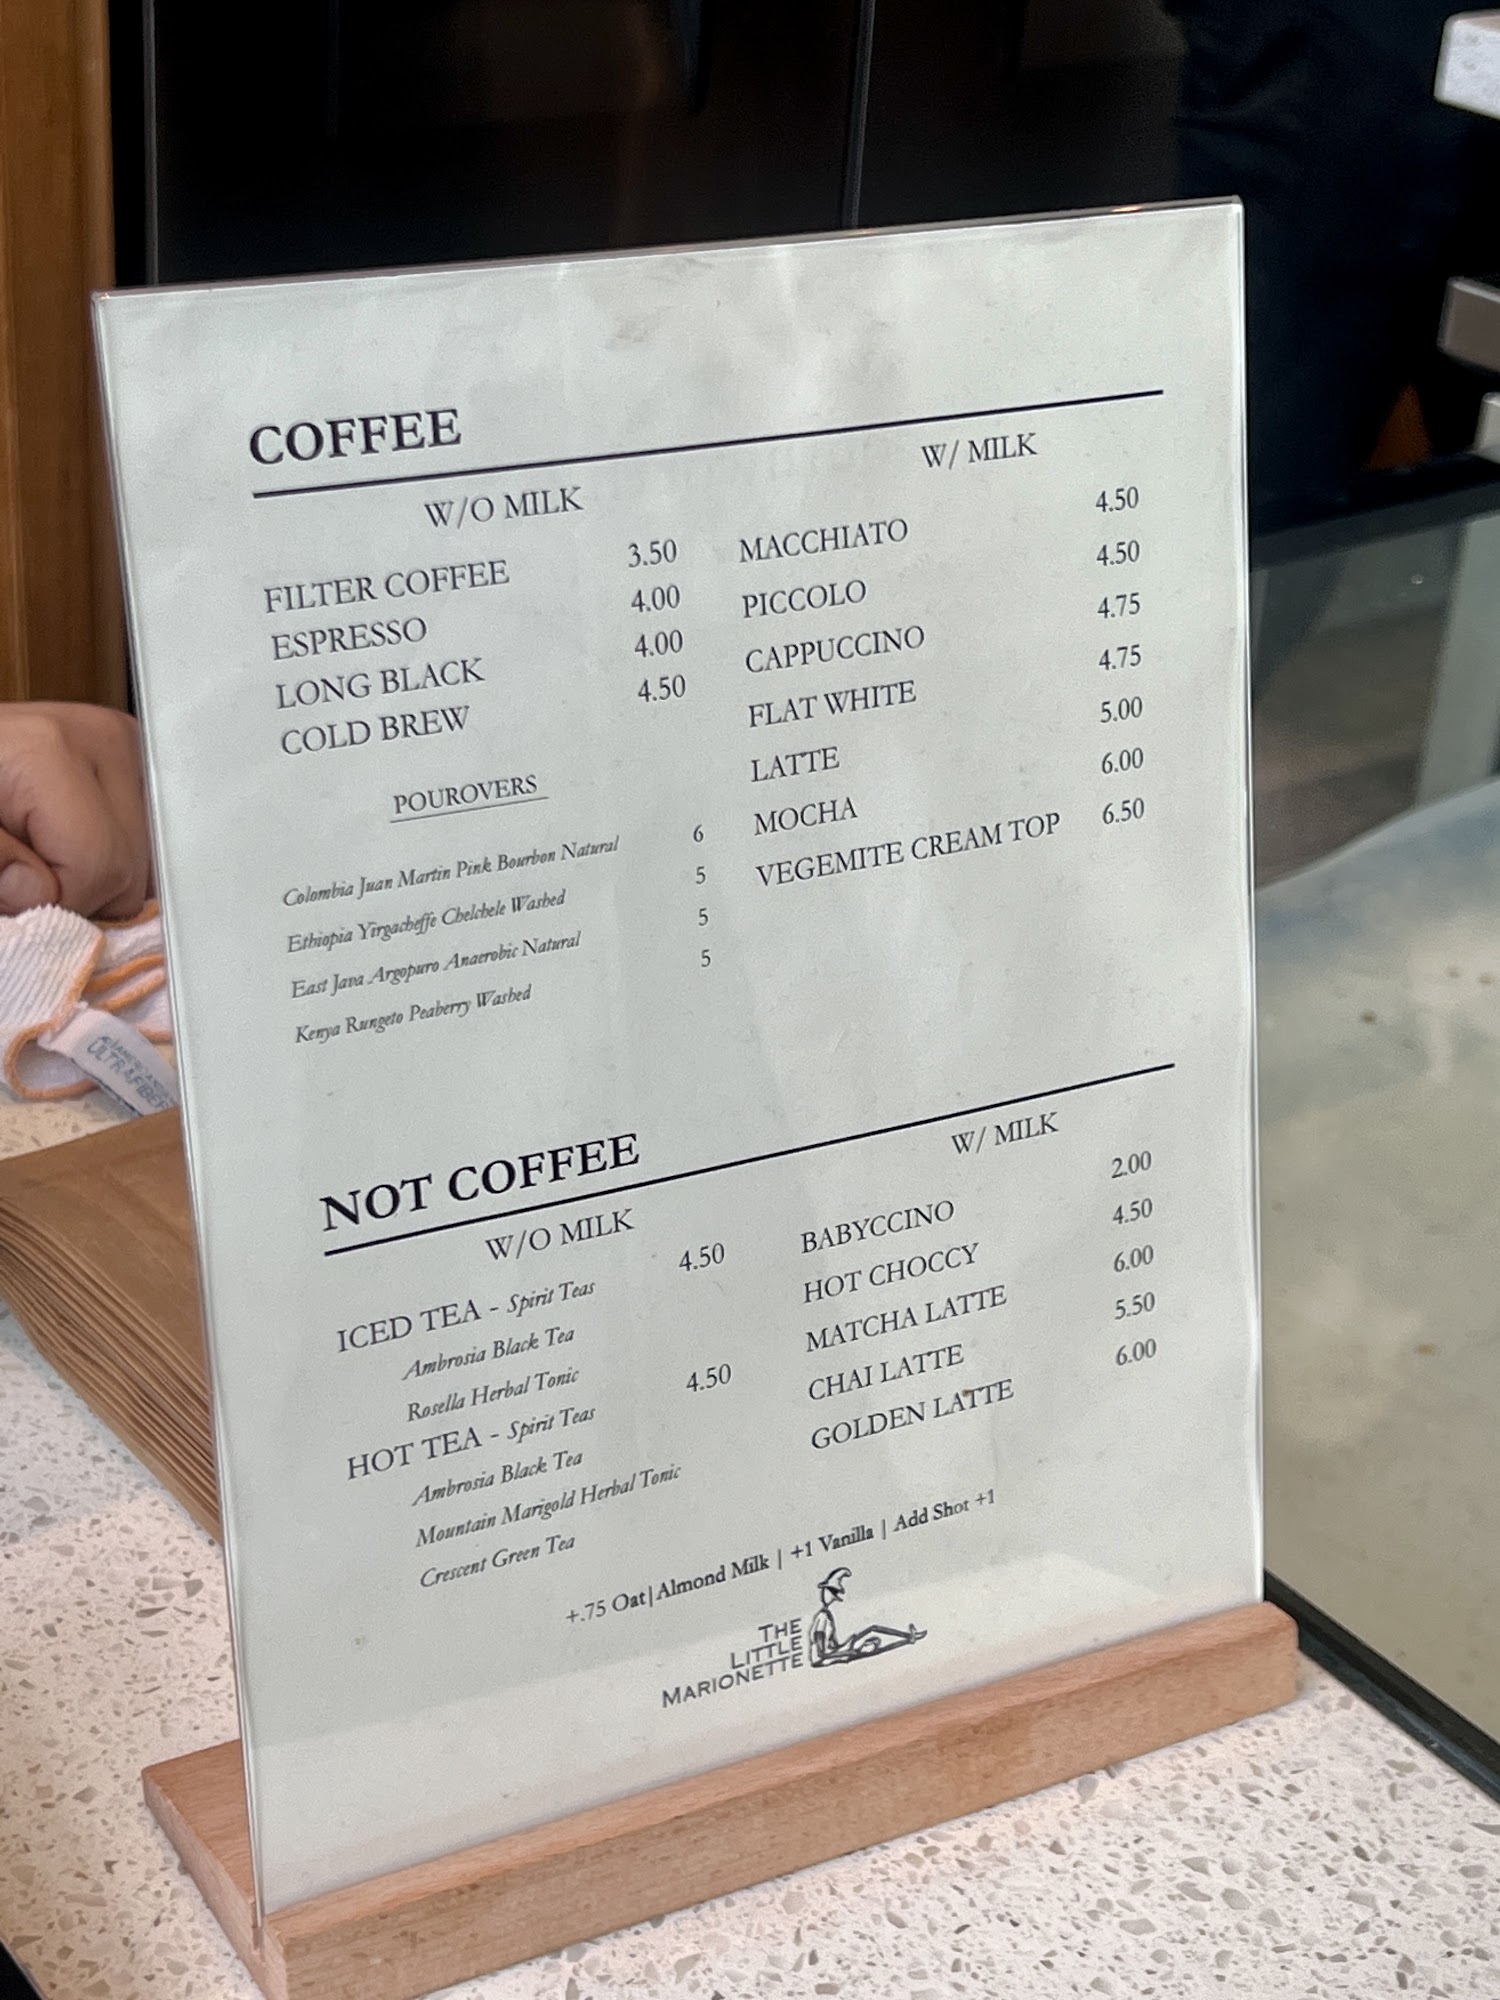 COFFEE
W/O MILK
FILTER COFFEE 3.50
ESPRESSO 4.00
LONG BLACK 4.00
COLD BREW 4.50
POUROVERS
Colombia Juan Martin Pink Bourbon Natural 6
Ethiopia Yirgacheffe Chelchele Washed 5
East Java Argopuro Anaerobic Natural 5
Kenya Rungeto Peaberry Washed 5
W/ MILK
MACCHIATO 4.50
PICCOLO 4.50
CAPPUCCINO 4.75
FLAT WHITE 4.75
LATTE 5.00
MOCHA 6.00
VEGEMITE CREAM TOP 6.50
NOT COFFEE
W/O MILK
ICED TEA - Spirit Teas 4.50
Ambrosia Black Tea
Rosella Herbal Tonic
HOT TEA - Spirit Teas 4.50
Ambrosia Black Tea
Mountain Marigold Herbal Tonic
Crescent Green Tea
W/ MILK
BABYCCINO 2.00
HOT CHOCCY 4.50
MATCHA LATTE 6.00
CHAI LATTE 5.50
GOLDEN LATTE 6.00
+.75 Oat|Almond Milk | +1 Vanilla | Add Shot +1
THE
LITTLE
MARIONETTE